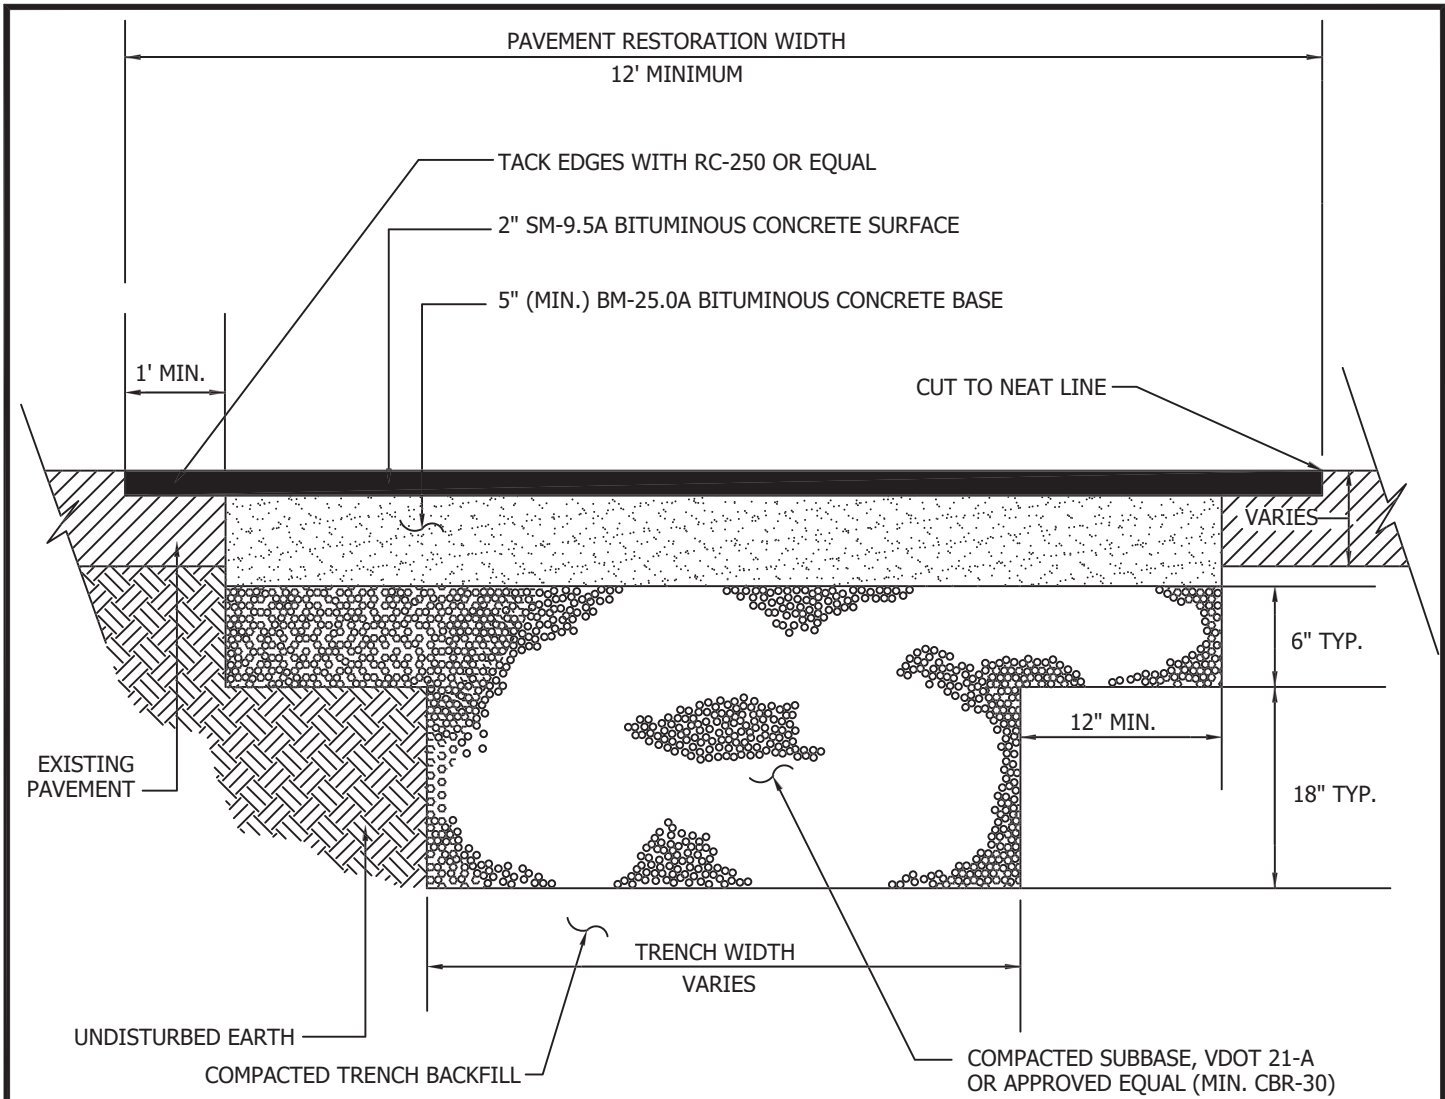 PAVEMENT RESTORATION WIDTH
12' MINIMUM
TACK EDGES WITH RC-250 OR EQUAL
2" SM-9.5A BITUMINOUS CONCRETE SURFACE
5" (MIN.) BM-25.0A BITUMINOUS CONCRETE BASE
1' MIN.
CUT TO NEAT LINE
VARIES
6" TYP.
12" MIN.
EXISTING
PAVEMENT
18" TYP.
TRENCH WIDTH
VARIES
UNDISTURBED EARTH
COMPACTED TRENCH BACKFILL
COMPACTED SUBBASE, VDOT 21-A
OR APPROVED EQUAL (MIN. CBR-30)